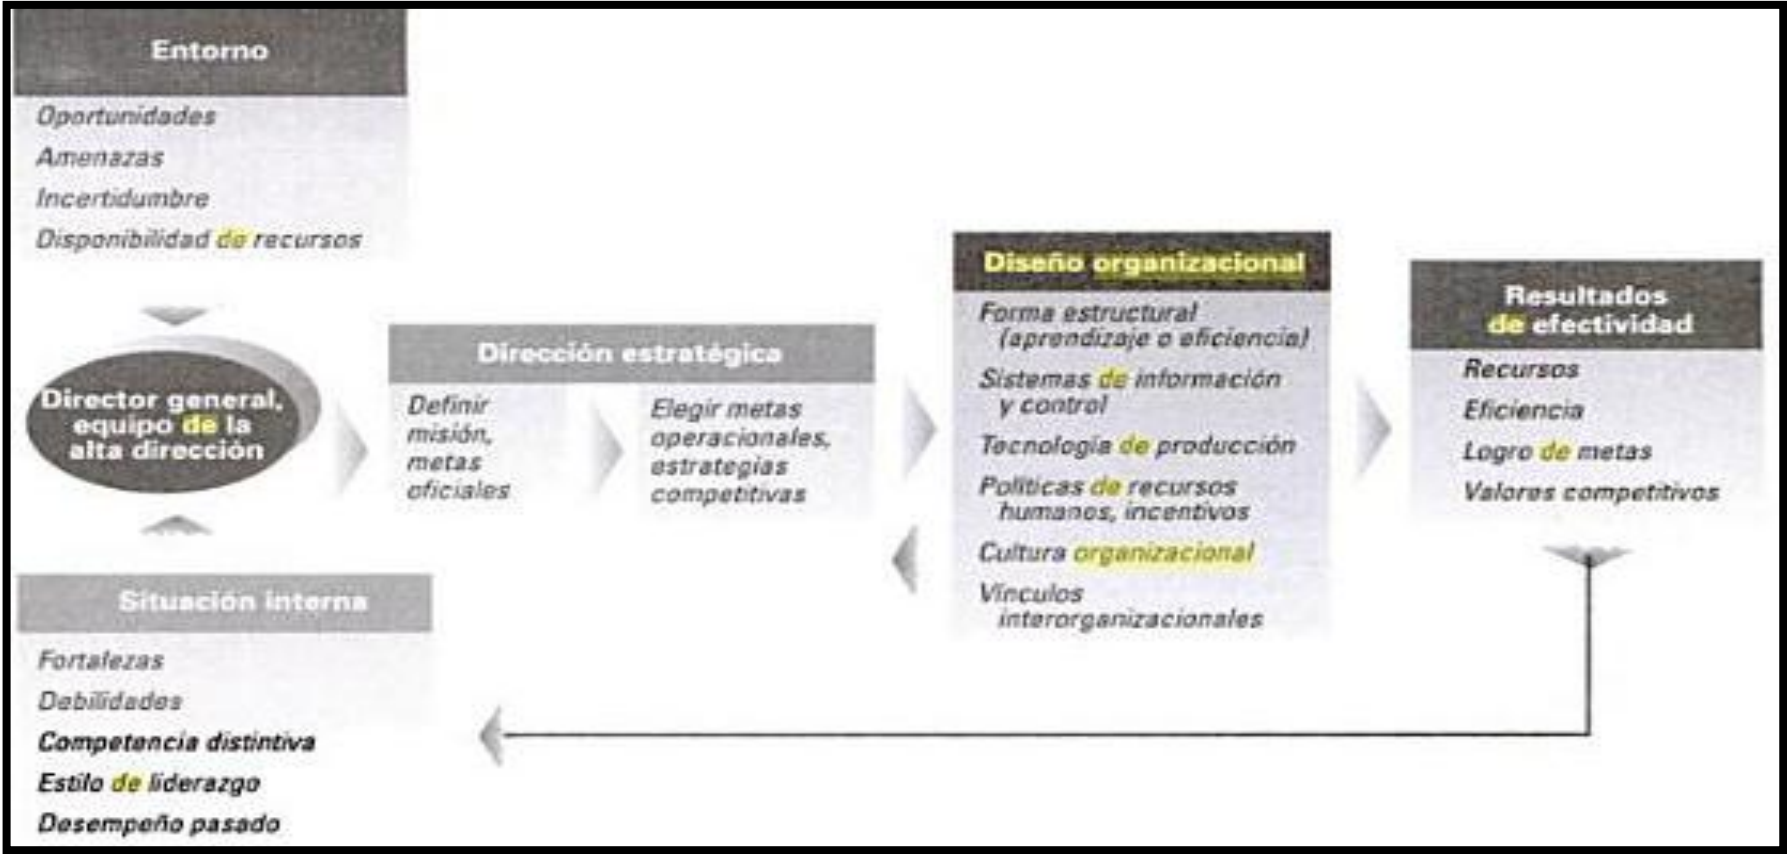 Entorno
Oportunidades
Amenazas
Incertidumbre
Disponibilidad de recursos
Director general,
equipo de la
alta dirección
Situación interna
Fortalezas
Debilidades
Competencia distintiva
Estilo de liderazgo
Desempeño pasado
Dirección estratégica
Definir
misión,
metas
oficiales
Elegir metas
operacionales,
estrategias
competitivas
Diseño organizacional
Forma estructural
(aprendizaje o eficiencia)
Sistemas de información
y control
Tecnología de producción
Políticas de recursos
humanos, incentivos
Cultura organizacional
Vínculos
interorganizacionales
Resultados
de efectividad
Recursos
Eficiencia
Logro de metas
Valores competitivos